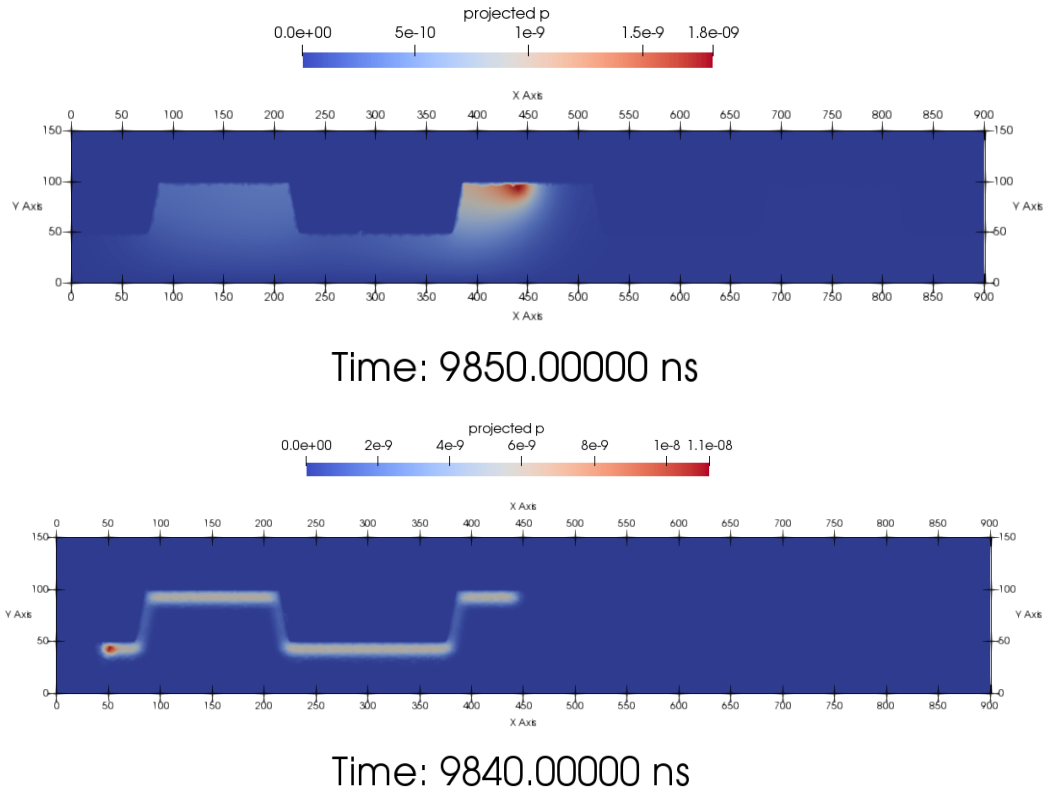 projected p
0.0e+00 5e-10 1e-9 1.5e-9 1.8e-09
X Axis
0 50 100 150 200 250 300 350 400 450 500 550 600 650 700 750 800 850 900
150 150
100 100
Y Axis Y Axis
50 50
0 0
0 50 100 150 200 250 300 350 400 450 500 550 600 650 700 750 800 850 900
X Axis
Time: 9850.00000 ns
projected p
0.0e+00 2e-9 4e-9 6e-9 8e-9 1e-8 1.1e-08
X Axis
0 50 100 150 200 250 300 350 400 450 500 550 600 650 700 750 800 850 900
150 150
100 100
Y Axis Y Axis
50 50
0 0
0 50 100 150 200 250 300 350 400 450 500 550 600 650 700 750 800 850 900
X Axis
Time: 9840.00000 ns